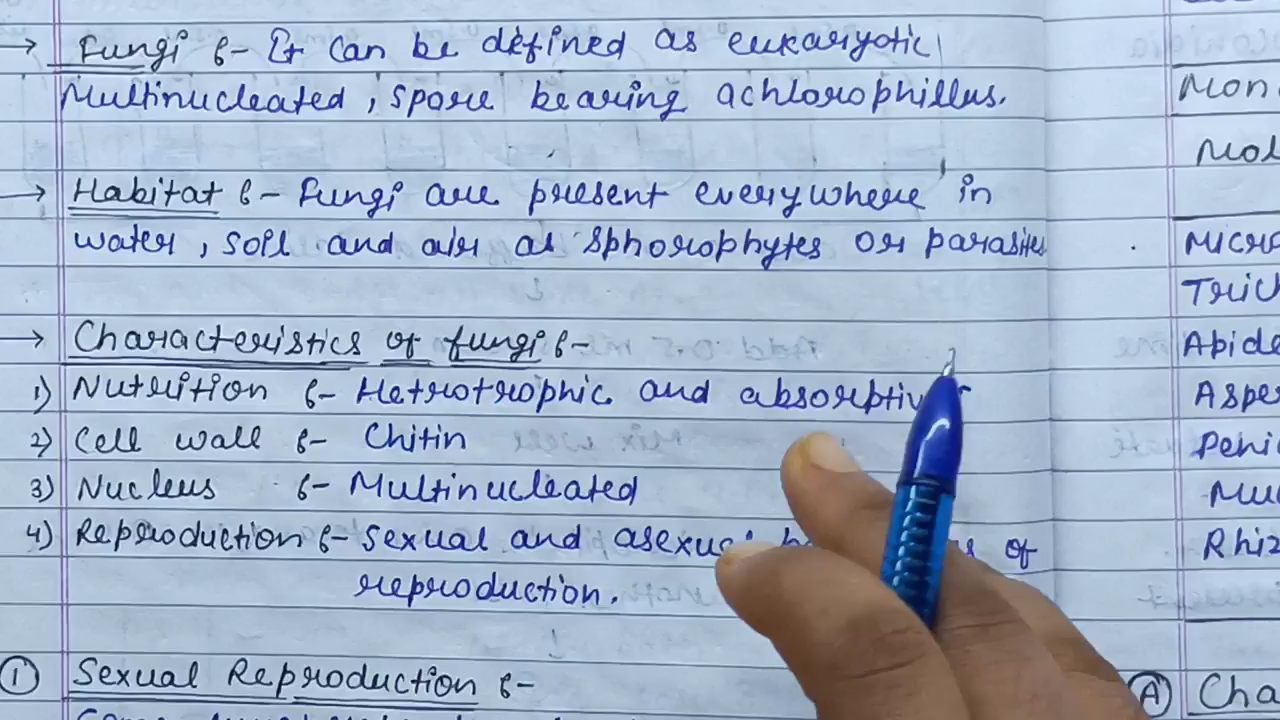 → Fungi :- It can be defined as eukaryotic
Multinucleated, spore bearing achlorophillus.
→ Habitat :- Fungi are present everywhere in
water, soil and air as sphorophytes or parasites
→ Characteristics of fungi :-
1) Nutrition :- Hetrotrophic and absorptive
2) Cell wall :- Chitin
3) Nucleus :- Multinucleated
4) Reproduction :- Sexual and asexual of
reproduction.
① Sexual Reproduction :-
Mon
Mol
Micro
Tric
Abide
Aspe
Peni
Mu
Rhiz
Ⓐ Cha